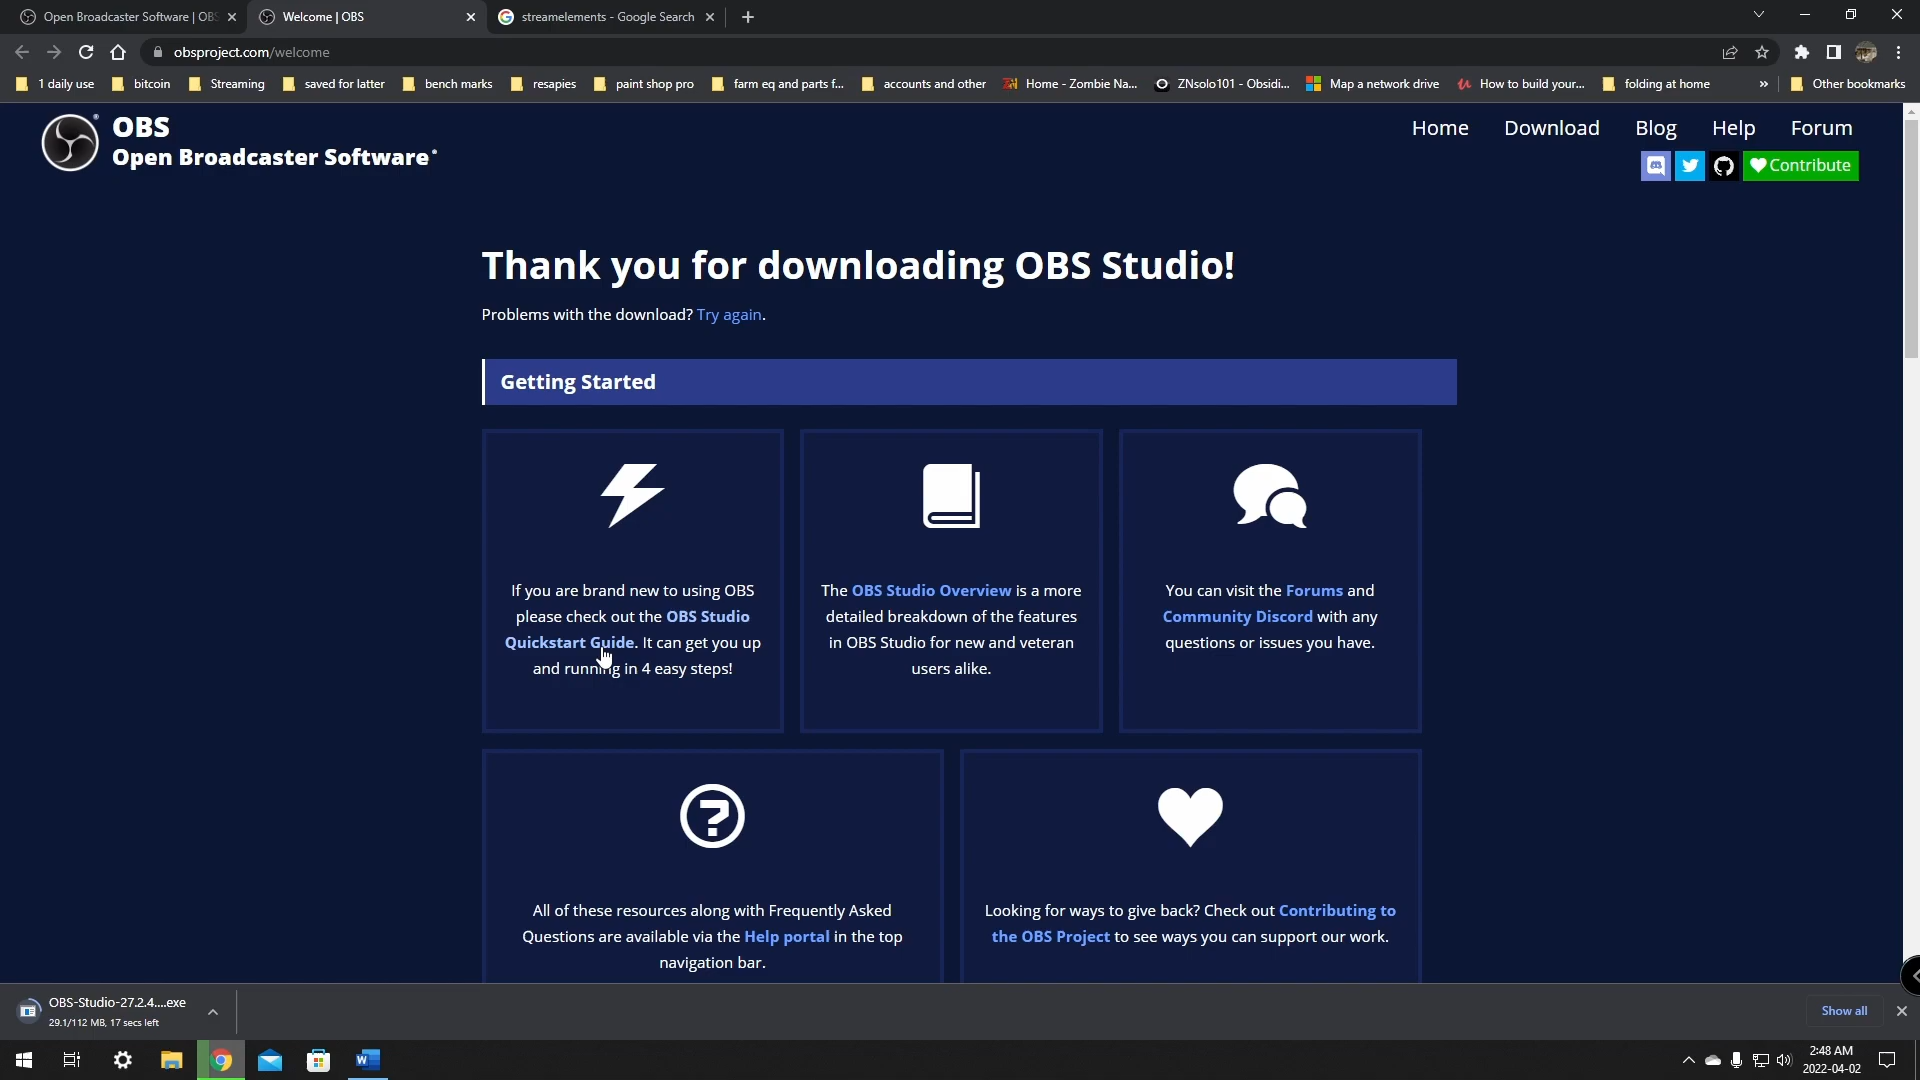 Open Broadcaster Software | OBS
Welcome | OBS
streamelements - Google Search
obsproject.com/welcome
1 daily use
bitcoin
Streaming
saved for latter
bench marks
resapies
paint shop pro
farm eq and parts f...
accounts and other
Home - Zombie Na...
ZNsolo101 - Obsidi...
Map a network drive
How to build your...
folding at home
»
Other bookmarks
OBS
Open Broadcaster Software
Home
Download
Blog
Help
Forum
Contribute
Thank you for downloading OBS Studio!
Problems with the download? Try again.
Getting Started
If you are brand new to using OBS
please check out the OBS Studio
Quickstart Guide. It can get you up
and running in 4 easy steps!
The OBS Studio Overview is a more
detailed breakdown of the features
in OBS Studio for new and veteran
users alike.
You can visit the Forums and
Community Discord with any
questions or issues you have.
All of these resources along with Frequently Asked
Questions are available via the Help portal in the top
navigation bar.
Looking for ways to give back? Check out Contributing to
the OBS Project to see ways you can support our work.
OBS-Studio-27.2.4....exe
29.1/112 MB, 17 secs left
Show all
2:48 AM
2022-04-02